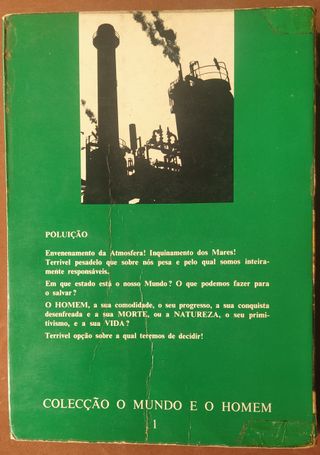 POLUIÇÃO
Envenenamento da Atmosfera! Inquinamento dos Mares!
Terrível pesadelo que sobre nós pesa e pelo qual somos inteira-
mente responsáveis.
Em que estado está o nosso Mundo? O que podemos fazer para
o salvar?
O HOMEM, a sua comodidade, o seu progresso, a sua conquista
desenfreada e a sua MORTE, ou a NATUREZA, o seu primi-
tivismo, e a sua VIDA?
Terrível opção sobre a qual teremos de decidir!
COLECÇÃO O MUNDO E O HOMEM
1